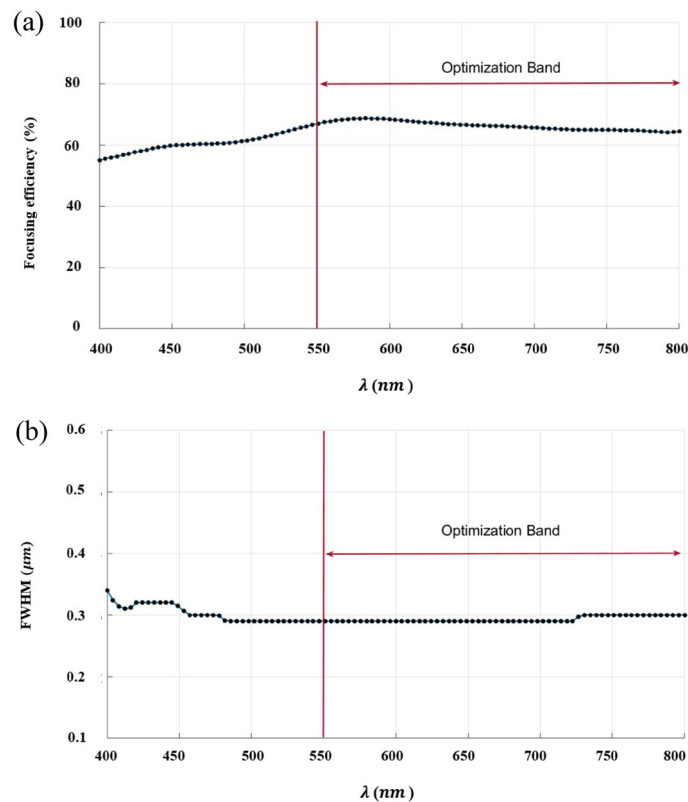 (a)
100
80
60
40
20
0
Focusing efficiency (%)
Optimization Band
400 450 500 550 600 650 700 750 800
λ (nm)
(b)
0.6
0.5
0.4
0.3
0.2
0.1
FWHM (μm)
Optimization Band
400 450 500 550 600 650 700 750 800
λ (nm)